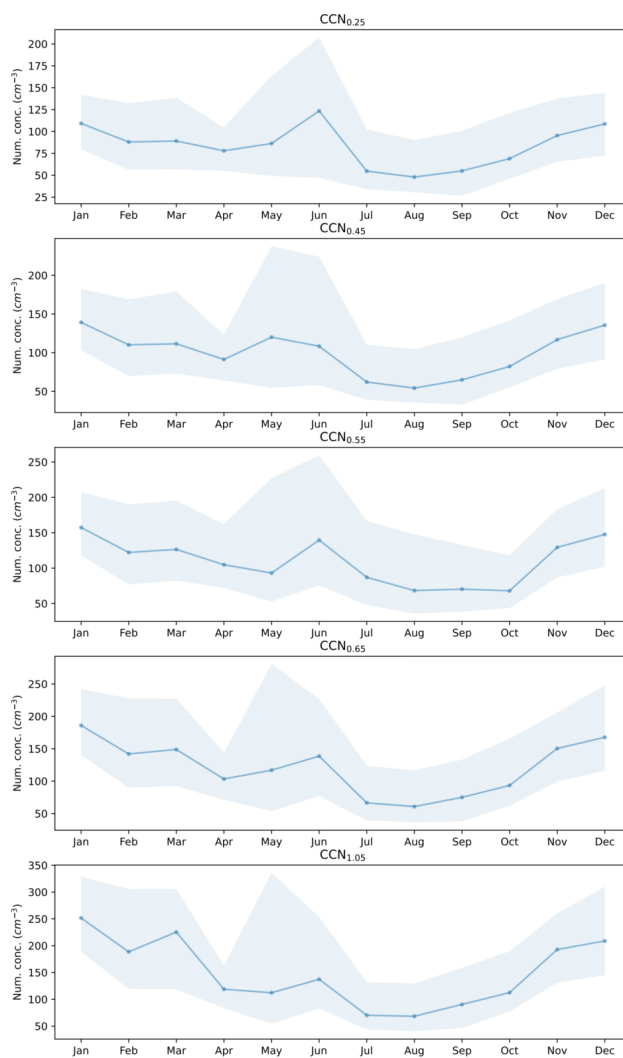 CCN0.25
Num. conc. (cm−3)
200
175
150
125
100
75
50
25
Jan Feb Mar Apr May Jun Jul Aug Sep Oct Nov Dec
CCN0.45
Num. conc. (cm−3)
200
150
100
50
Jan Feb Mar Apr May Jun Jul Aug Sep Oct Nov Dec
CCN0.55
Num. conc. (cm−3)
250
200
150
100
50
Jan Feb Mar Apr May Jun Jul Aug Sep Oct Nov Dec
CCN0.65
Num. conc. (cm−3)
250
200
150
100
50
Jan Feb Mar Apr May Jun Jul Aug Sep Oct Nov Dec
CCN1.05
Num. conc. (cm−3)
350
300
250
200
150
100
50
Jan Feb Mar Apr May Jun Jul Aug Sep Oct Nov Dec